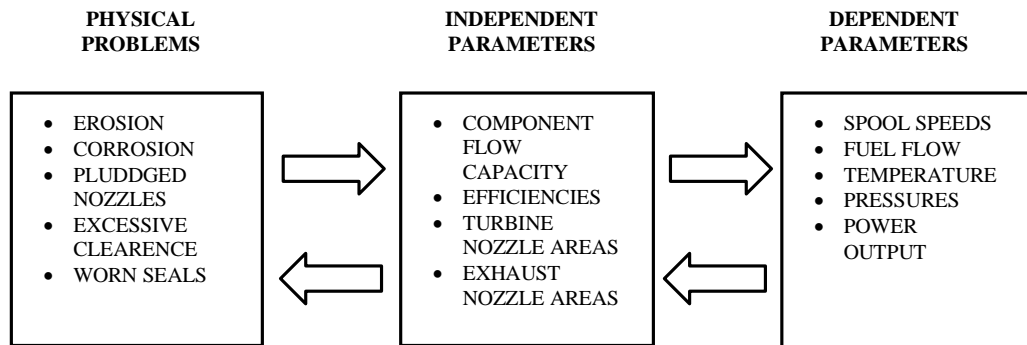 PHYSICAL
PROBLEMS
• EROSION
• CORROSION
• PLUDDGED
NOZZLES
• EXCESSIVE
CLEARENCE
• WORN SEALS
INDEPENDENT
PARAMETERS
• COMPONENT
FLOW
CAPACITY
• EFFICIENCIES
• TURBINE
NOZZLE AREAS
• EXHAUST
NOZZLE AREAS
DEPENDENT
PARAMETERS
• SPOOL SPEEDS
• FUEL FLOW
• TEMPERATURE
• PRESSURES
• POWER
OUTPUT